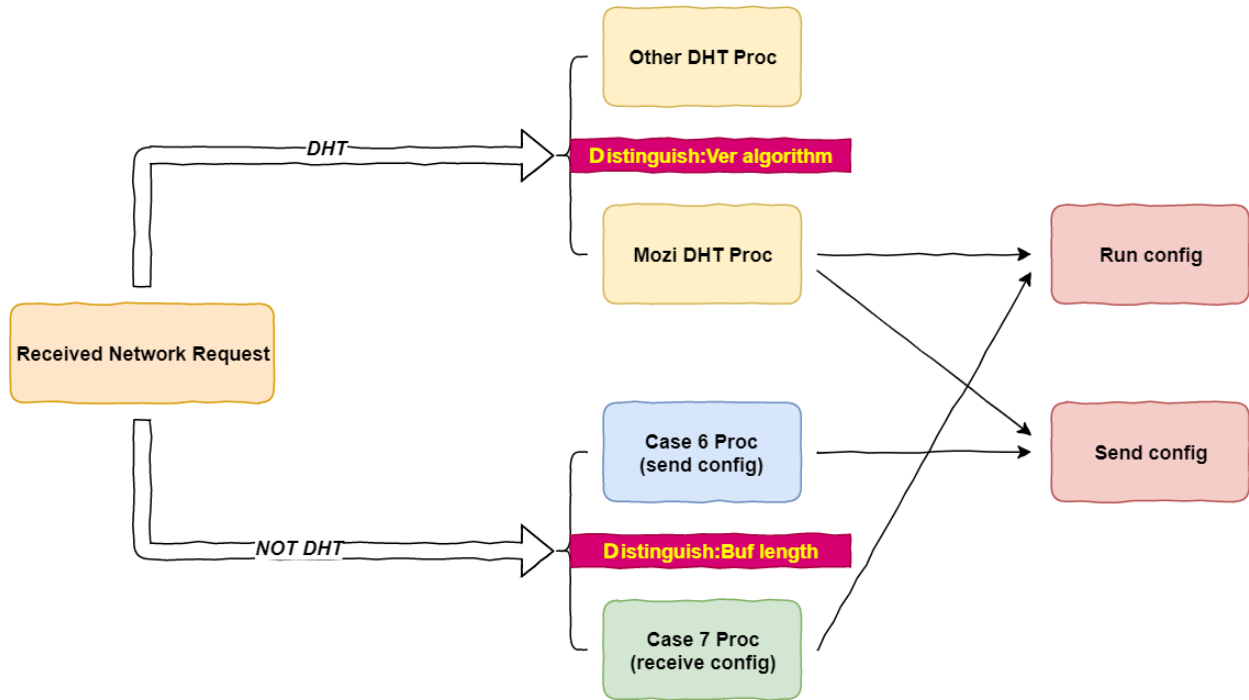 Other DHT Proc
DHT
Distinguish:Ver algorithm
Mozi DHT Proc
Run config
Received Network Request
Case 6 Proc
(send config)
Send config
NOT DHT
Distinguish:Buf length
Case 7 Proc
(receive config)